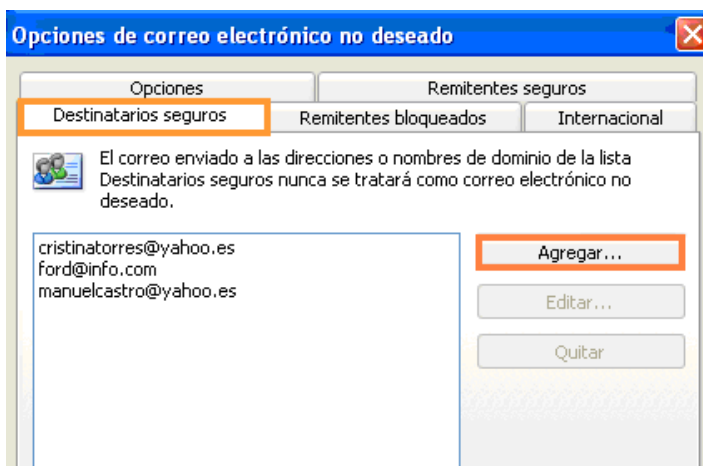 Opciones de correo electrónico no deseado
Opciones
Remitentes seguros
Destinatarios seguros
Remitentes bloqueados
Internacional
El correo enviado a las direcciones o nombres de dominio de la lista
Destinatarios seguros nunca se tratará como correo electrónico no
deseado.
cristinatorres@yahoo.es
ford@info.com
manuelcastro@yahoo.es
Agregar...
Editar...
Quitar